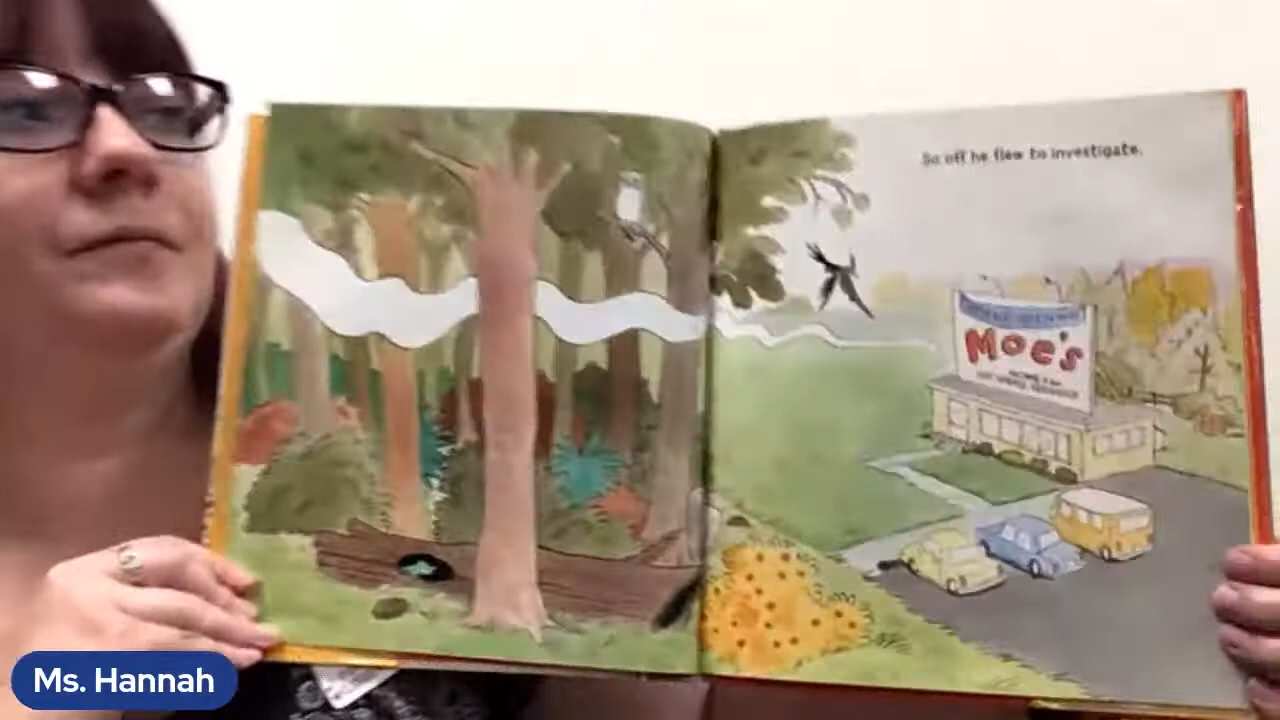 So off he flew to investigate.
Moe's
Ms. Hannah